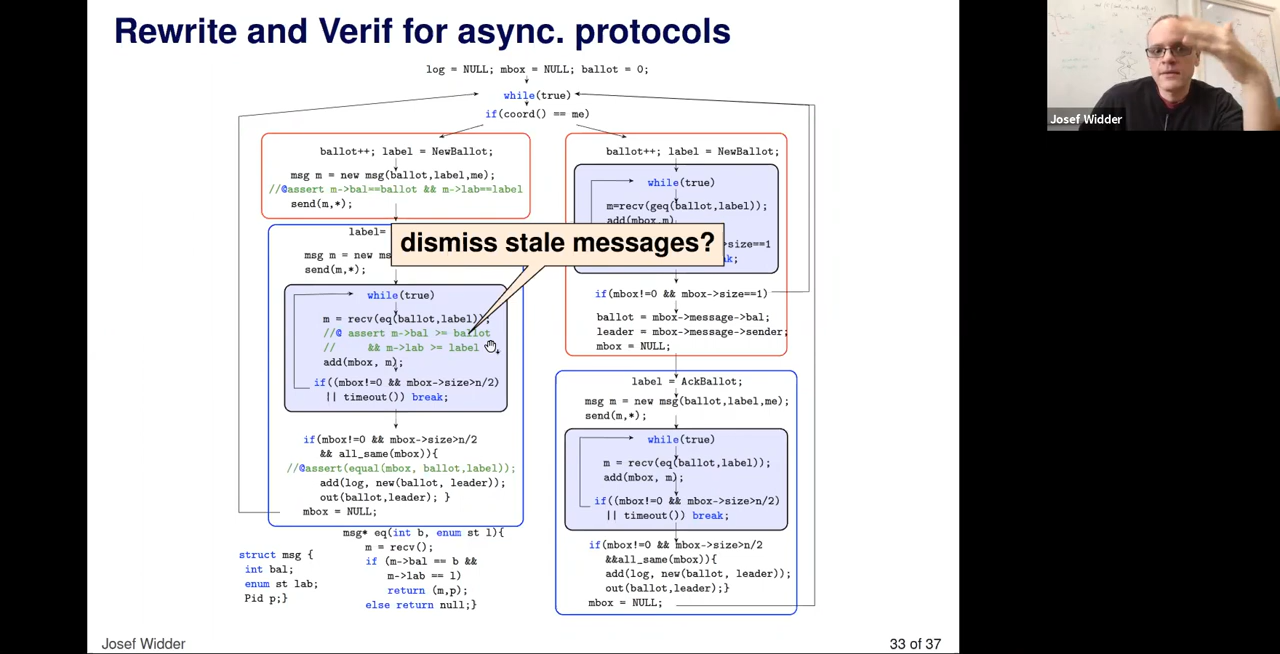 Rewrite and Verif for async. protocols
log = NULL; mbox = NULL; ballot = 0;
while(true)
if(coord() == me)
ballot++; label = NewBallot;
msg m = new msg(ballot,label,me);
//@assert m->bal==ballot && m->lab==label
send(m,*);
label=
msg m = new ms
send(m,*);
while(true)
m = recv(eq(ballot,label));
//@ assert m->bal >= ballot
// && m->lab >= label
add(mbox, m);
if((mbox!=0 && mbox->size>n/2)
|| timeout()) break;
if(mbox!=0 && mbox->size>n/2
&& all_same(mbox)){
//@assert(equal(mbox, ballot,label));
add(log, new(ballot, leader));
out(ballot,leader); }
mbox = NULL;
dismiss stale messages?
ballot++; label = NewBallot;
while(true)
m=recv(geq(ballot,label));
add(mbox,m)
size==1
k;
if(mbox!=0 && mbox->size==1)
ballot = mbox->message->bal;
leader = mbox->message->sender;
mbox = NULL;
label = AckBallot;
msg m = new msg(ballot,label,me);
send(m,*);
while(true)
m = recv(eq(ballot,label));
add(mbox, m);
if((mbox!=0 && mbox->size>n/2)
|| timeout()) break;
if(mbox!=0 && mbox->size>n/2
&&all_same(mbox)){
add(log, new(ballot, leader));
out(ballot,leader);}
mbox = NULL;
struct msg {
int bal;
enum st lab;
Pid p;}
msg* eq(int b, enum st l){
m = recv();
if (m->bal == b &&
m->lab == l)
return (m,p);
else return null;}
Josef Widder
33 of 37
Josef Widder